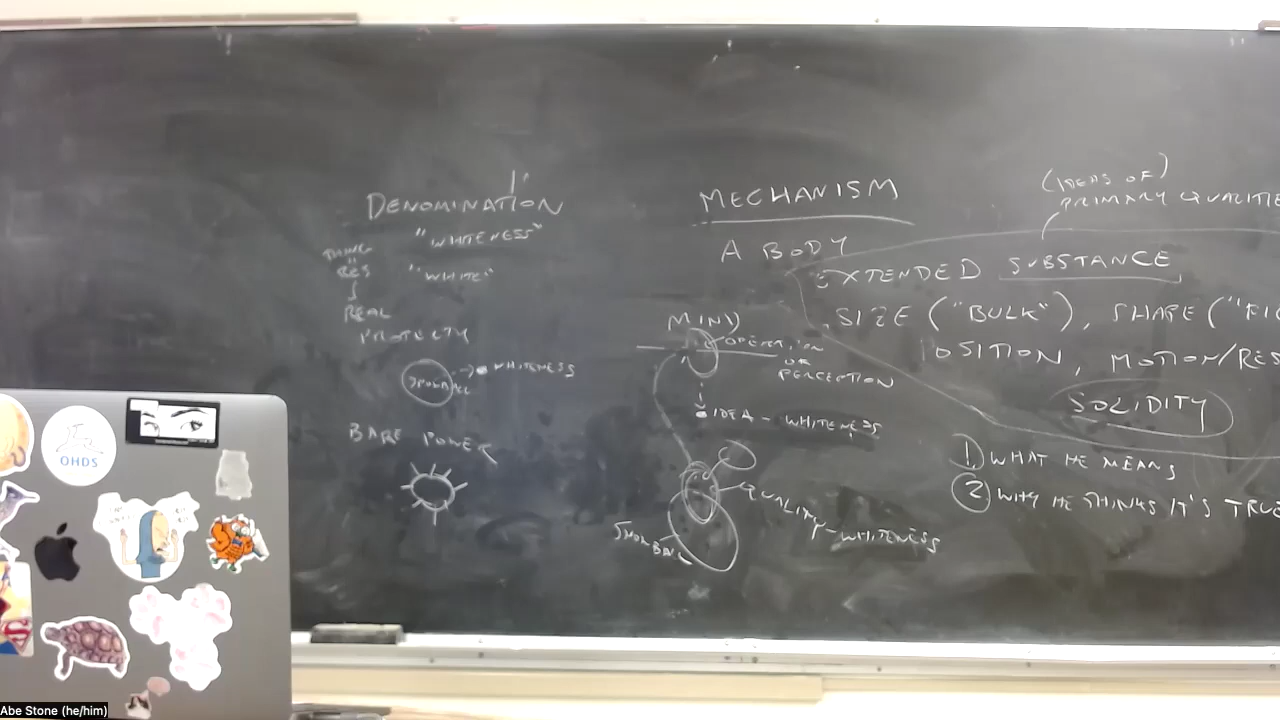 DENOMINATION
"WHITENESS"
"WHITE"
THING
"
RES
REAL
PROPERTY
SNOWBALL
WHITENESS
BARE POWER
MECHANISM
A BODY
MIND
OPERATION
OR
PERCEPTION
IDEA - WHITENESS
QUALITY - WHITENESS
SNOWBALL
(IDEAS OF)
PRIMARY QUALITIE
EXTENDED SUBSTANCE
SIZE ("BULK"), SHAPE ("FI
POSITION, MOTION/RES
SOLIDITY
1. WHAT HE MEANS
2 WHY HE THINKS IT'S TRUE
OHDS
Abe Stone (he/him)